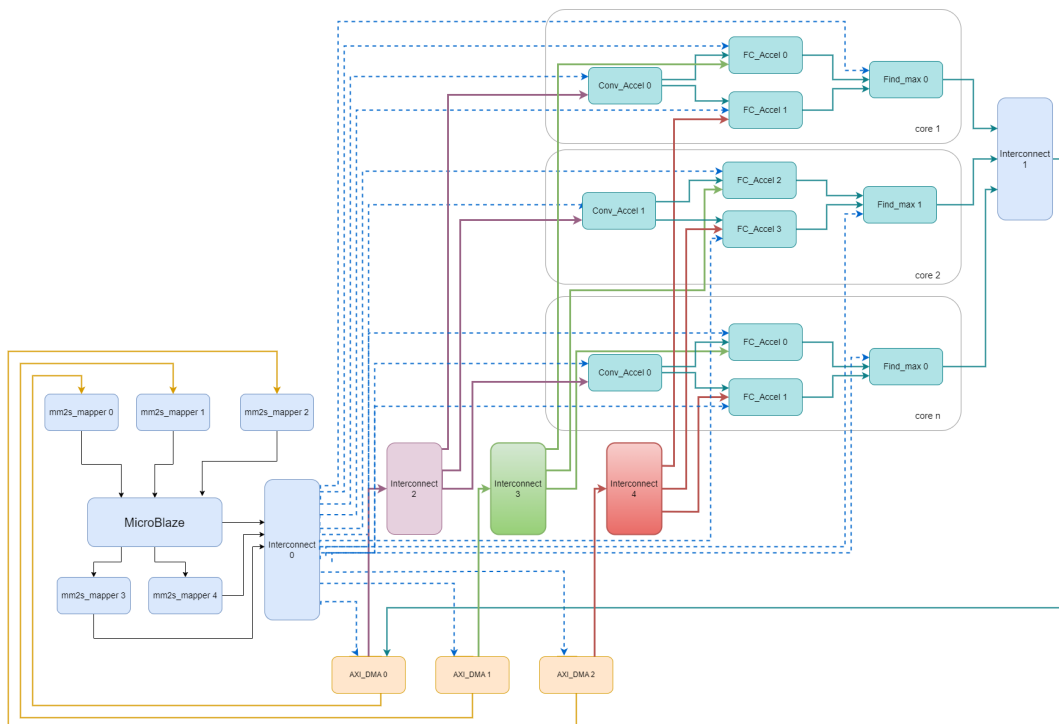 FC_Accel 0
Conv_Accel 0
Find_max 0
FC_Accel 1
core 1
Interconnect
1
FC_Accel 2
Conv_Accel 1
Find_max 1
FC_Accel 3
core 2
FC_Accel 0
Conv_Accel 0
Find_max 0
FC_Accel 1
core n
mm2s_mapper 0
mm2s_mapper 1
mm2s_mapper 2
Interconnect
2
Interconnect
3
Interconnect
4
MicroBlaze
Interconnect
0
mm2s_mapper 3
mm2s_mapper 4
AXI_DMA 0
AXI_DMA 1
AXI_DMA 2